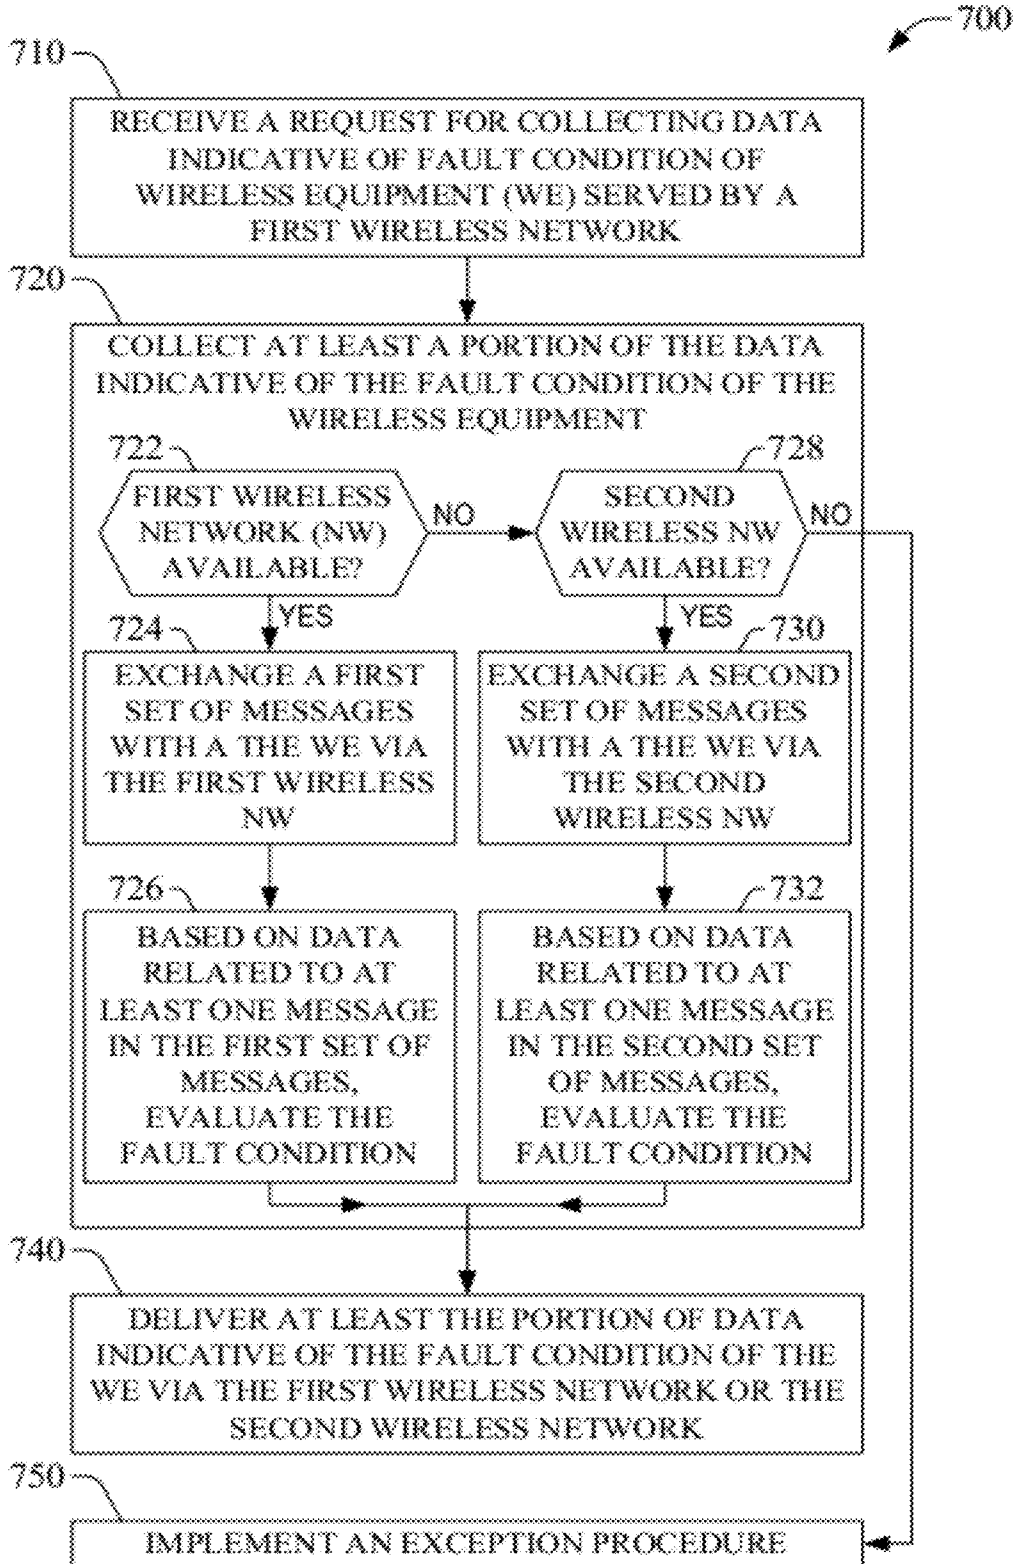 700
710
RECEIVE A REQUEST FOR COLLECTING DATA
INDICATIVE OF FAULT CONDITION OF
WIRELESS EQUIPMENT (WE) SERVED BY A
FIRST WIRELESS NETWORK
720
COLLECT AT LEAST A PORTION OF THE DATA
INDICATIVE OF THE FAULT CONDITION OF THE
WIRELESS EQUIPMENT
722
FIRST WIRELESS
NETWORK (NW)
AVAILABLE?
NO
728
SECOND
WIRELESS NW
AVAILABLE?
NO
YES
YES
724
EXCHANGE A FIRST
SET OF MESSAGES
WITH A THE WE VIA
THE FIRST WIRELESS
NW
730
EXCHANGE A SECOND
SET OF MESSAGES
WITH A THE WE VIA
THE SECOND
WIRELESS NW
726
BASED ON DATA
RELATED TO AT
LEAST ONE MESSAGE
IN THE FIRST SET OF
MESSAGES,
EVALUATE THE
FAULT CONDITION
732
BASED ON DATA
RELATED TO AT
LEAST ONE MESSAGE
IN THE SECOND SET
OF MESSAGES,
EVALUATE THE
FAULT CONDITION
740
DELIVER AT LEAST THE PORTION OF DATA
INDICATIVE OF THE FAULT CONDITION OF THE
WE VIA THE FIRST WIRELESS NETWORK OR THE
SECOND WIRELESS NETWORK
750
IMPLEMENT AN EXCEPTION PROCEDURE